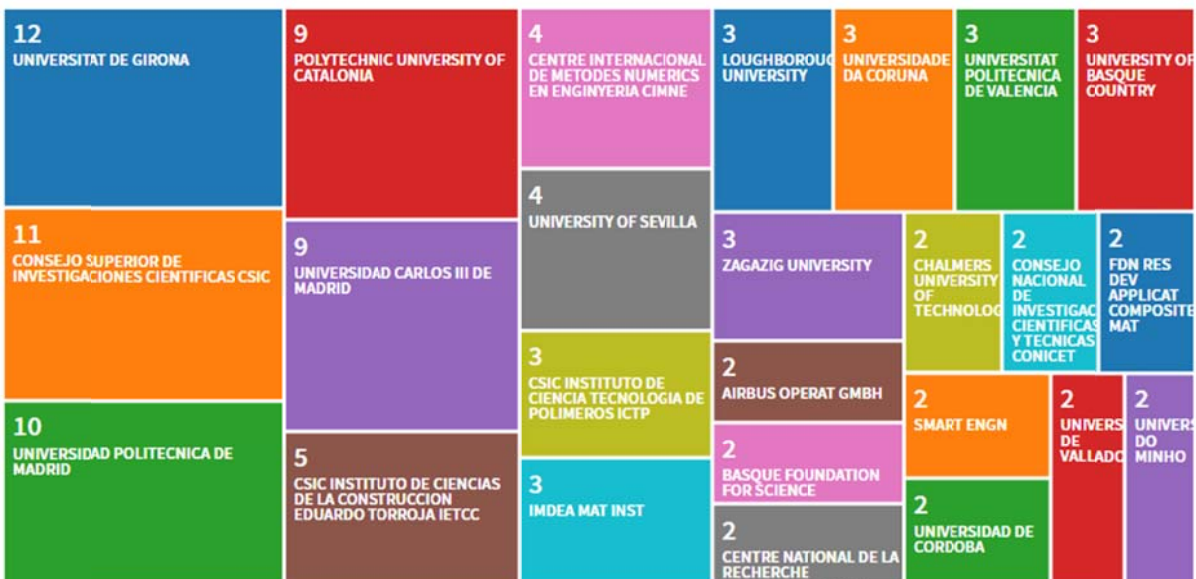 12
UNIVERSITAT DE GIRONA
11
CONSEJO SUPERIOR DE
INVESTIGACIONES CIENTIFICAS CSIC
10
UNIVERSIDAD POLITECNICA DE
MADRID
9
POLYTECHNIC UNIVERSITY OF
CATALONIA
9
UNIVERSIDAD CARLOS III DE
MADRID
5
CSIC INSTITUTO DE CIENCIAS
DE LA CONSTRUCCION
EDUARDO TORROJA IETCC
4
CENTRE INTERNACIONAL
DE METODES NUMERICS
EN ENGINYERIA CIMNE
4
UNIVERSITY OF SEVILLA
3
CSIC INSTITUTO DE
CIENCIA TECNOLOGIA DE
POLIMEROS ICTP
3
IMDEA MAT INST
3
LOUGHBOROUG
UNIVERSITY
3
UNIVERSIDADE
DA CORUNA
3
UNIVERSITAT
POLITECNICA
DE VALENCIA
3
UNIVERSITY OF
BASQUE
COUNTRY
3
ZAGAZIG UNIVERSITY
2
AIRBUS OPERAT GMBH
2
BASQUE FOUNDATION
FOR SCIENCE
2
CENTRE NATIONAL DE LA
RECHERCHE
2
CHALMERS
UNIVERSITY
OF
TECHNOLOG
2
CONSEJO
NACIONAL
DE
INVESTIGAC
CIENTIFICAS
Y TECNICAS
CONICET
2
FDN RES
DEV
APPLICAT
COMPOSITE
MAT
2
SMART ENGN
2
UNIVERSIDAD DE
CORDOBA
2
UNIVERS
DE
VALLADO
2
UNIVERS
DO
MINHO